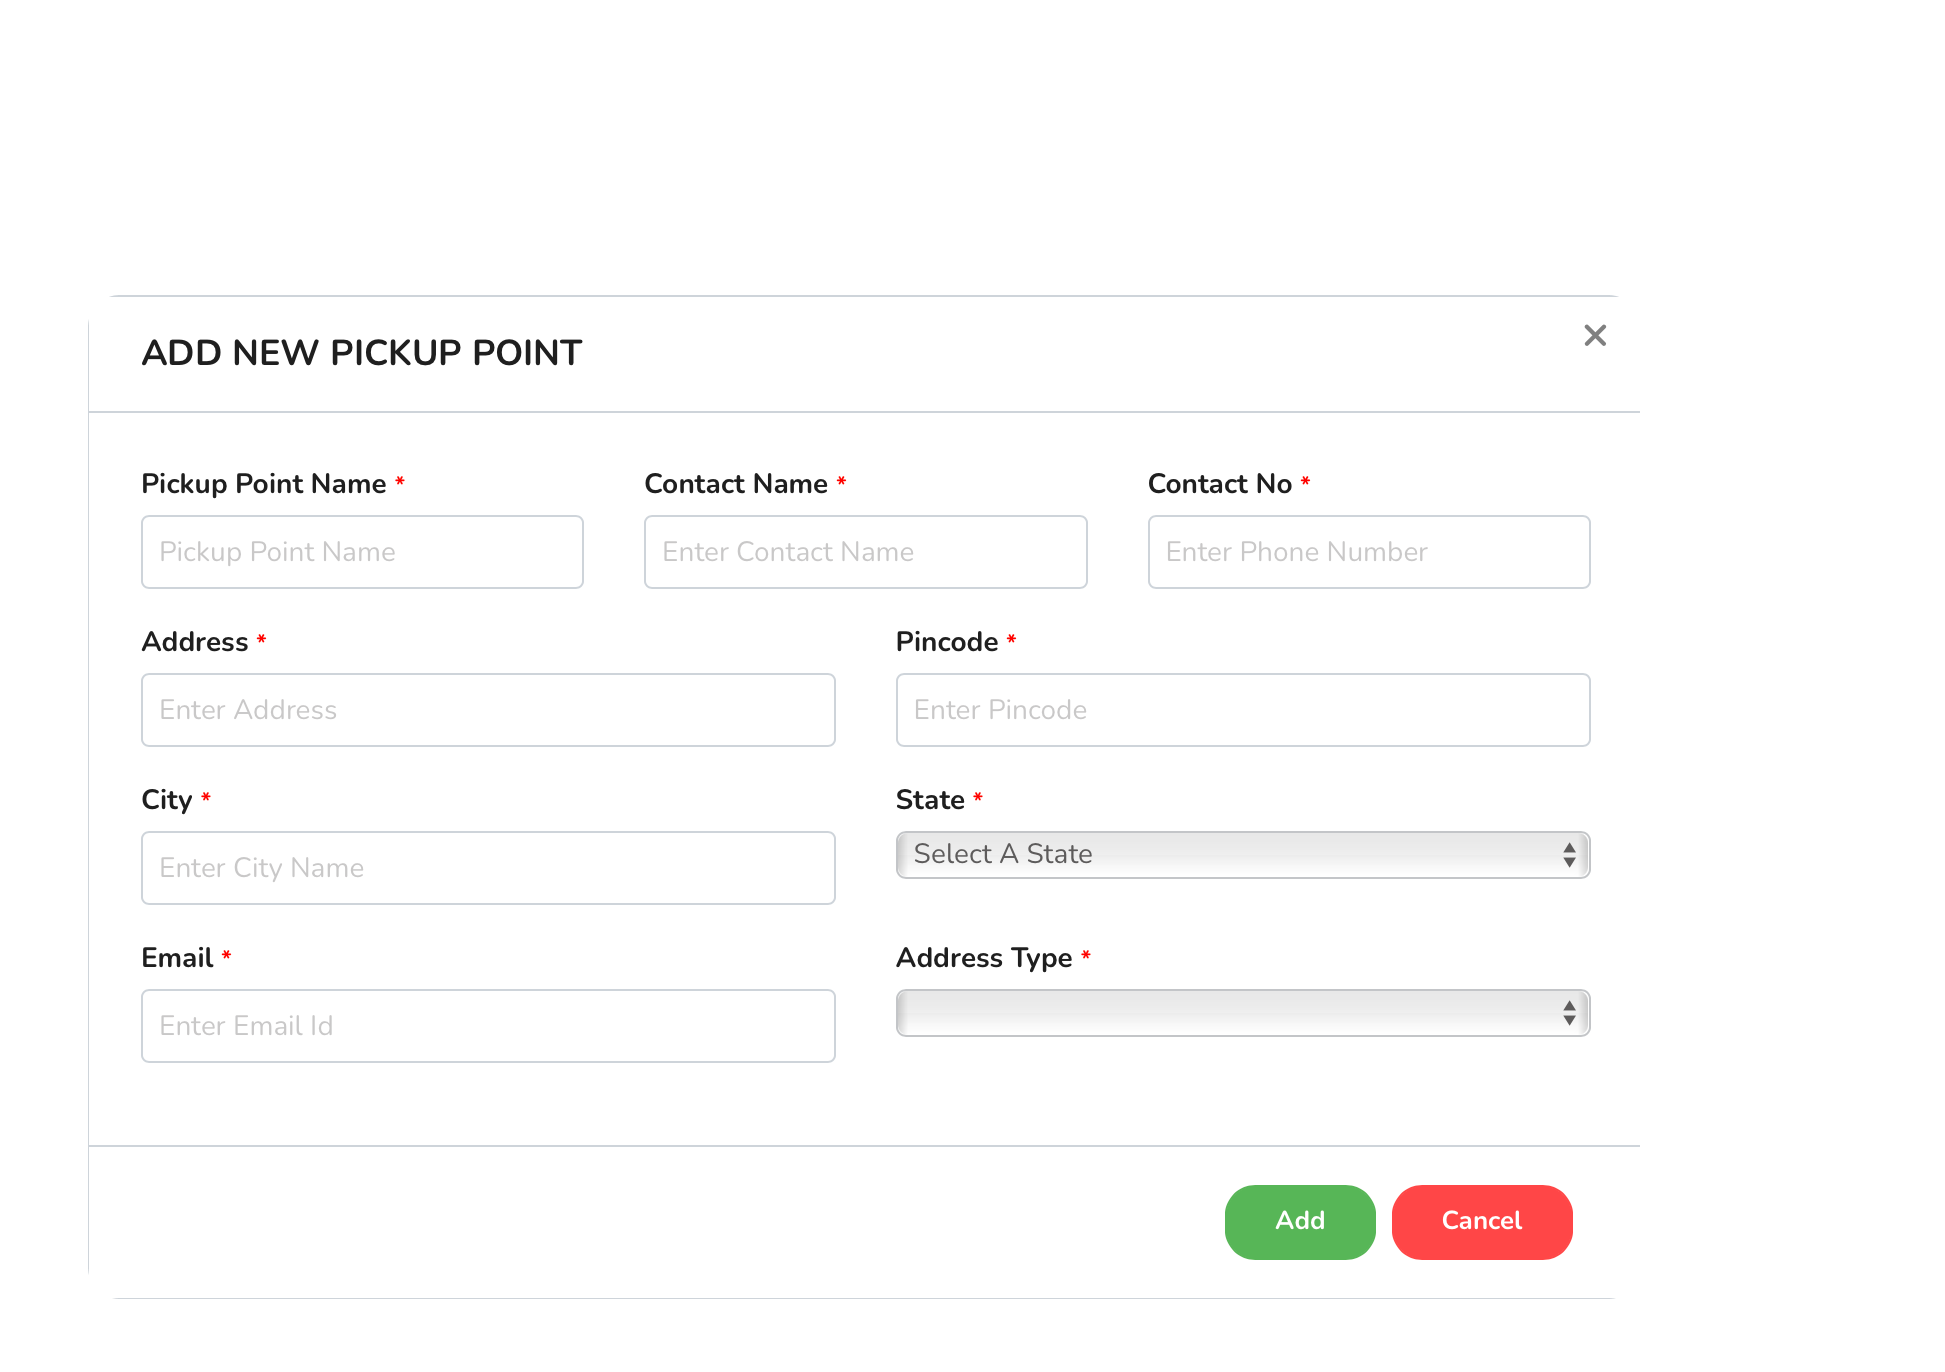 ADD NEW PICKUP POINT
Pickup Point Name * Contact Name * Contact No *
Pickup Point Name Enter Contact Name Enter Phone Number
Address * Pincode *
Enter Address Enter Pincode
City * State *
Enter City Name Select A State
Email * Address Type *
Enter Email Id
Add Cancel